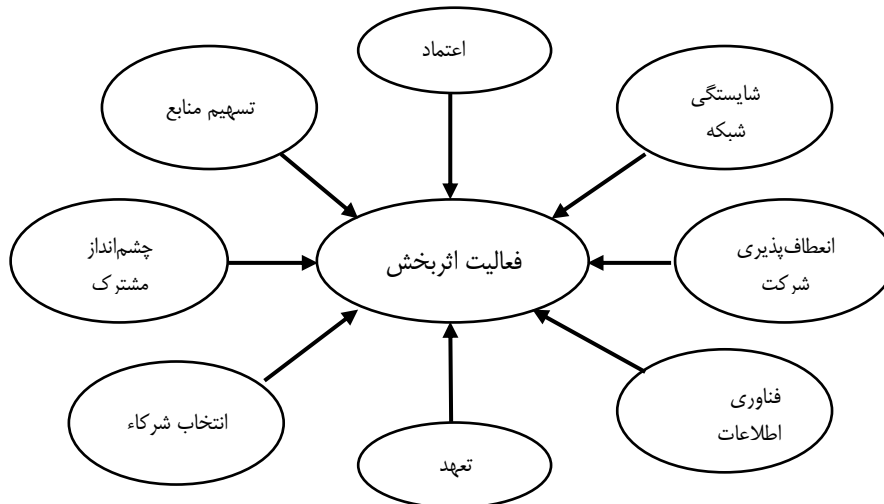 اعتماد
شایستگی
شبکه
تسهیم منابع
انعطاف‌پذیری
شرکت
فعالیت اثربخش
چشم‌انداز
مشترک
فناوری
اطلاعات
انتخاب شرکاء
تعهد